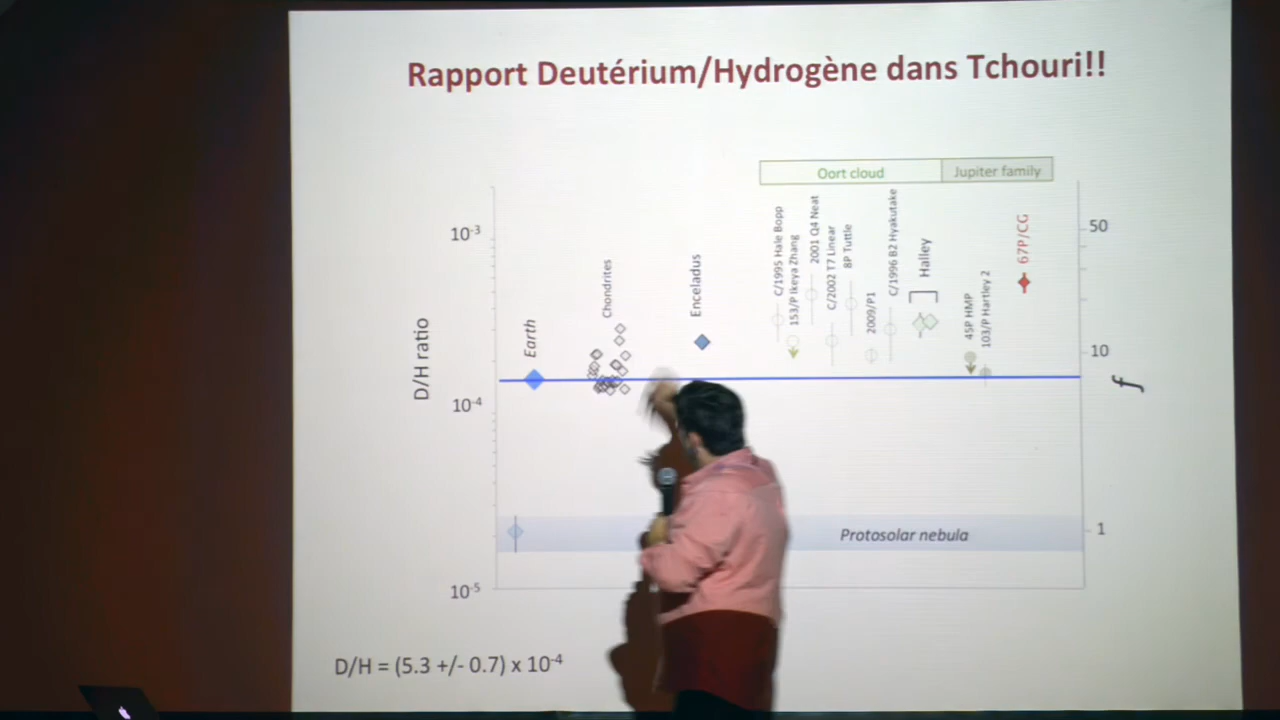 Rapport Deutérium/Hydrogène dans Tchouri!!
Oort cloud
Jupiter family
10-3
10-4
10-5
D/H ratio
Earth
Chondrites
Enceladus
C/1995 Hale Bopp
153/P Ikeya Zhang
2001 Q4 Neat
C/2002 T7 Linear
8P Tuttle
2009/P1
C/1996 B2 Hyakutake
Halley
45P HMP
103/P Hartley 2
67P/CG
50
10
1
f
Protosolar nebula
D/H = (5.3 +/- 0.7) x 10-4